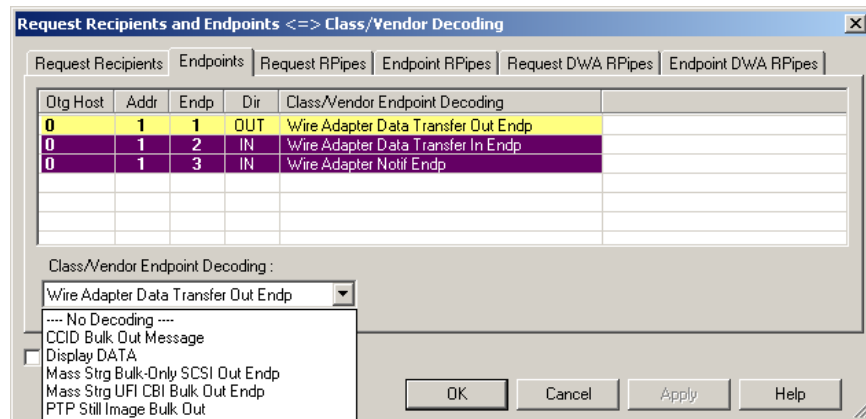 Request Recipients and Endpoints <=> Class/Vendor Decoding
Request Recipients Endpoints Request RPipes Endpoint RPipes Request DWA RPipes Endpoint DWA RPipes
Otg Host Addr Endp Dir Class/Vendor Endpoint Decoding
0 1 1 OUT Wire Adapter Data Transfer Out Endp
0 1 2 IN Wire Adapter Data Transfer In Endp
0 1 3 IN Wire Adapter Notif Endp
Class/Vendor Endpoint Decoding :
Wire Adapter Data Transfer Out Endp
---- No Decoding ----
CCID Bulk Out Message
Display DATA
Mass Strg Bulk-Only SCSI Out Endp
Mass Strg UFI CBI Bulk Out Endp
PTP Still Image Bulk Out
OK Cancel Apply Help